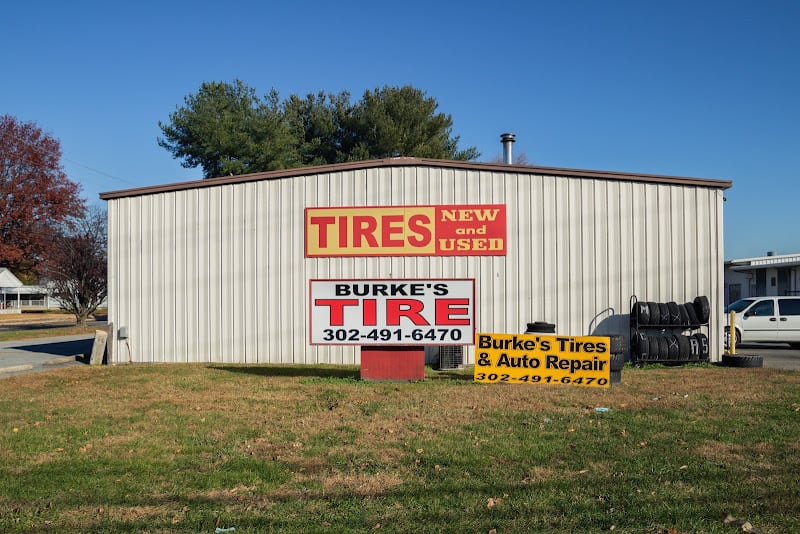 TIRES
NEW
and
USED
BURKE'S
TIRE
302-491-6470
Burke's Tires
& Auto Repair
302-491-6470